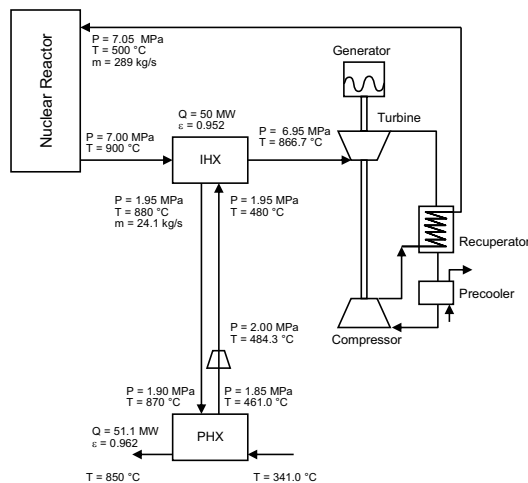 Nuclear Reactor
P = 7.05 MPa
T = 500 °C
m = 289 kg/s
Generator
Turbine
Q = 50 MW
ε = 0.952
P = 7.00 MPa
T = 900 °C
IHX
P = 6.95 MPa
T = 866.7 °C
P = 1.95 MPa
T = 880 °C
m = 24.1 kg/s
P = 1.95 MPa
T = 480 °C
Recuperator
Precooler
Compressor
P = 2.00 MPa
T = 484.3 °C
P = 1.90 MPa
T = 870 °C
P = 1.85 MPa
T = 461.0 °C
Q = 51.1 MW
ε = 0.962
PHX
T = 850 °C
T = 341.0 °C